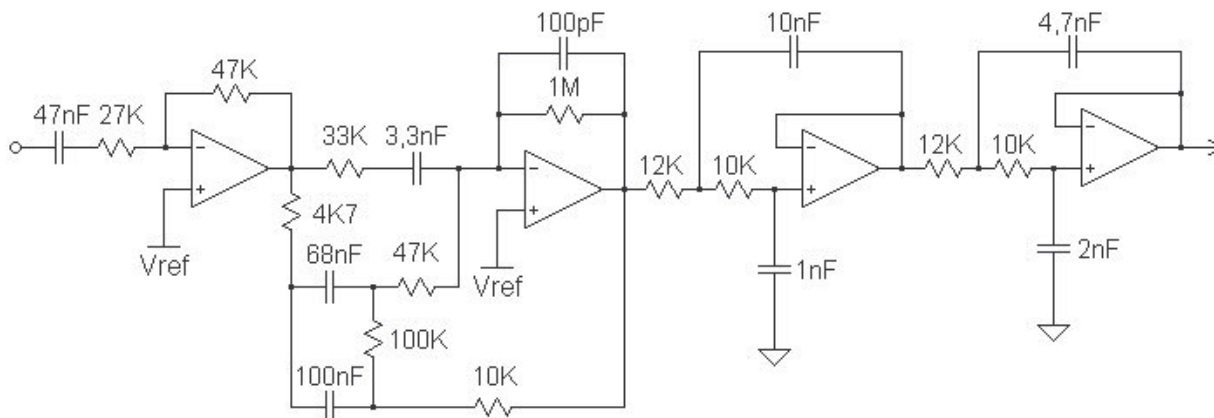 100pF
10nF
4,7nF
47K
1M
47nF
27K
33K
3,3nF
12K
10K
12K
10K
4K7
Vref
68nF
47K
Vref
1nF
2nF
100K
100nF
10K